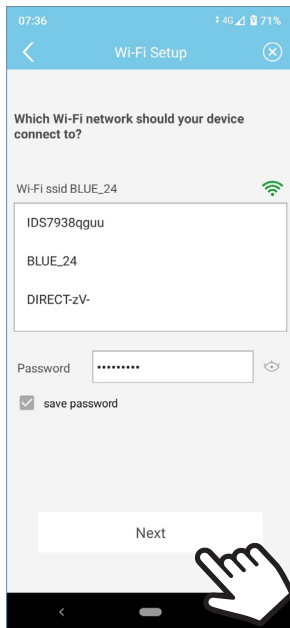 07:36 4G 71%
Wi-Fi Setup
Which Wi-Fi network should your device
connect to?
Wi-Fi ssid BLUE_24
IDS7938qguu
BLUE_24
DIRECT-zV-
Password •••••••••
save password
Next